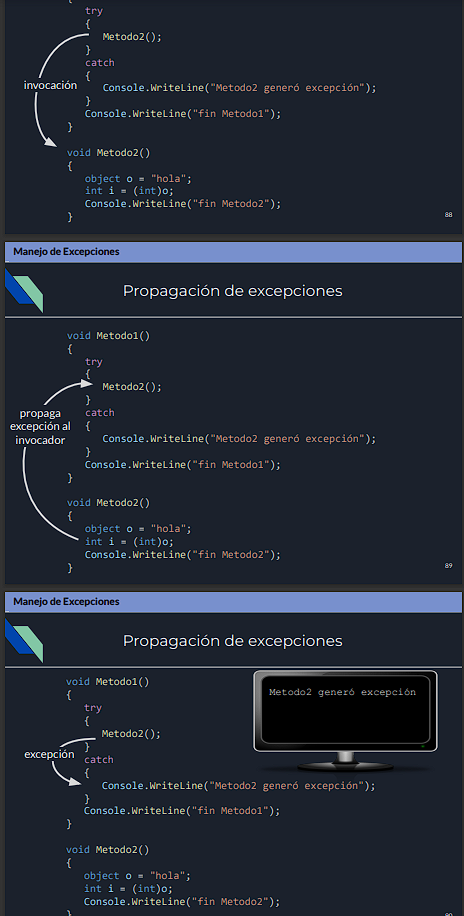 try
{
Metodo2();
}
catch
{
Console.WriteLine("Metodo2 generó excepción");
}
Console.WriteLine("fin Metodo1");
}
invocación
void Metodo2()
{
object o = "hola";
int i = (int)o;
Console.WriteLine("fin Metodo2");
}
88
Manejo de Excepciones
Propagación de excepciones
void Metodo1()
{
try
{
Metodo2();
}
catch
{
Console.WriteLine("Metodo2 generó excepción");
}
Console.WriteLine("fin Metodo1");
}
propaga
excepción al
invocador
void Metodo2()
{
object o = "hola";
int i = (int)o;
Console.WriteLine("fin Metodo2");
}
89
Manejo de Excepciones
Propagación de excepciones
void Metodo1()
{
try
{
Metodo2();
}
catch
{
Console.WriteLine("Metodo2 generó excepción");
}
Console.WriteLine("fin Metodo1");
}
excepción
Metodo2 generó excepción
void Metodo2()
{
object o = "hola";
int i = (int)o;
Console.WriteLine("fin Metodo2");
}